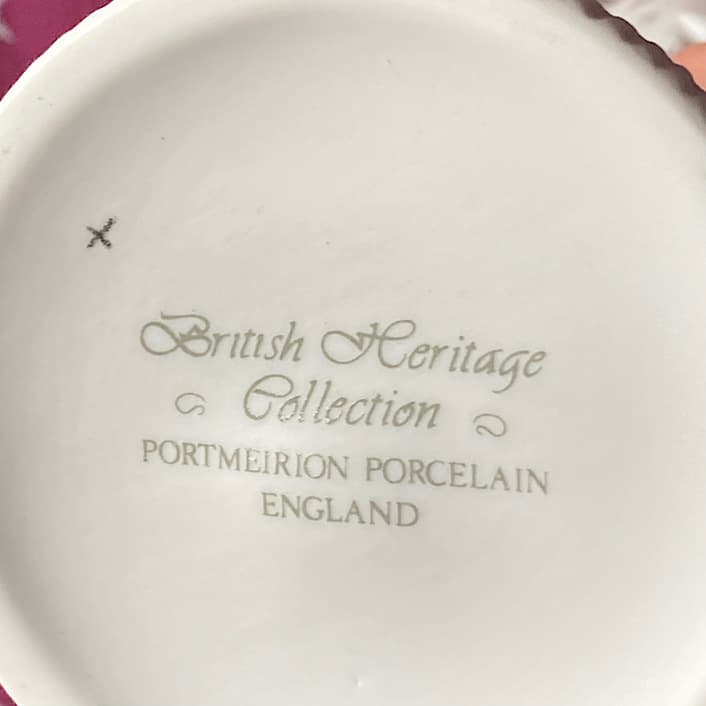 British Heritage
Collection
PORTMEIRION PORCELAIN
ENGLAND